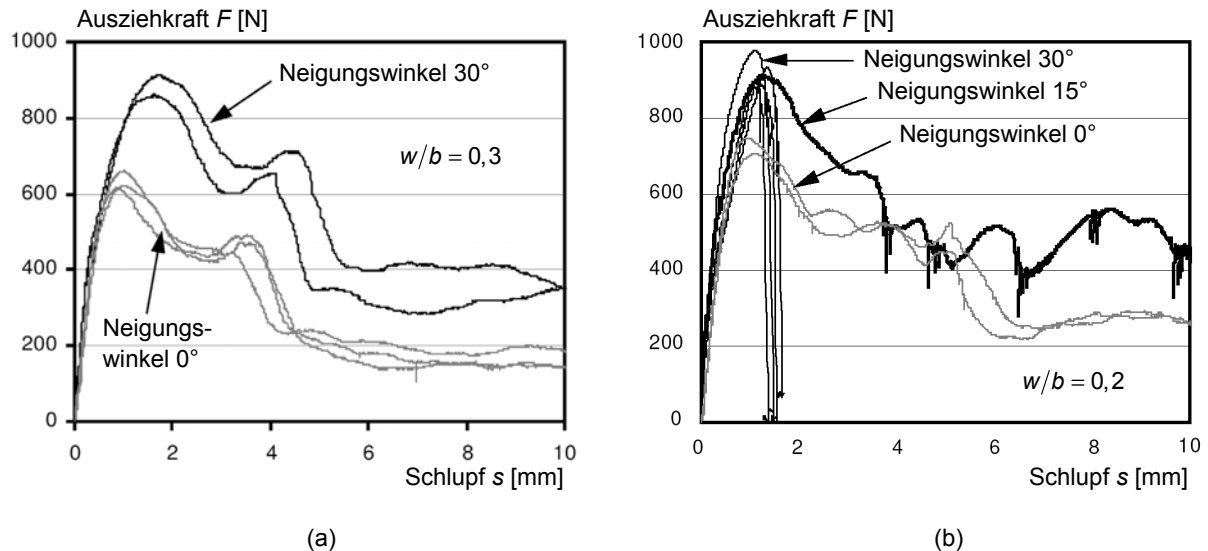 Ausziehkraft F [N]
1000
800
600
400
200
0
0
2
4
6
8
10
Schlupf s [mm]
Neigungswinkel 30°
w/b = 0,3
Neigungs-
winkel 0°
(a)
Ausziehkraft F [N]
1000
800
600
400
200
0
0
2
4
6
8
10
Schlupf s [mm]
Neigungswinkel 30°
Neigungswinkel 15°
Neigungswinkel 0°
w/b = 0,2
(b)